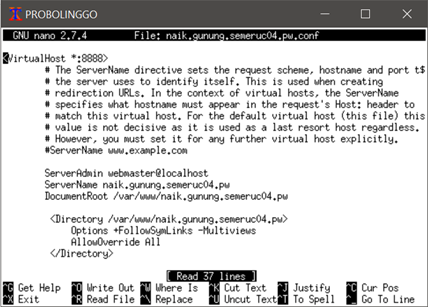 PROBOLINGGO
GNU nano 2.7.4 File: naik.gunung.semeruc04.pw.conf
<VirtualHost *:8888>
# The ServerName directive sets the request scheme, hostname and port t$
# the server uses to identify itself. This is used when creating
# redirection URLs. In the context of virtual hosts, the ServerName
# specifies what hostname must appear in the request's Host: header to
# match this virtual host. For the default virtual host (this file) this
# value is not decisive as it is used as a last resort host regardless.
# However, you must set it for any further virtual host explicitly.
#ServerName www.example.com
ServerAdmin webmaster@localhost
ServerName naik.gunung.semeruc04.pw
DocumentRoot /var/www/naik.gunung.semeruc04.pw
<Directory /var/www/naik.gunung.semeruc04.pw>
Options +FollowSymLinks -Multiviews
AllowOverride All
</Directory>
[ Read 37 lines ]
^G Get Help ^O Write Out ^W Where Is ^K Cut Text ^J Justify ^C Cur Pos
^X Exit ^R Read File ^\ Replace ^U Uncut Text ^T To Spell ^_ Go To Line